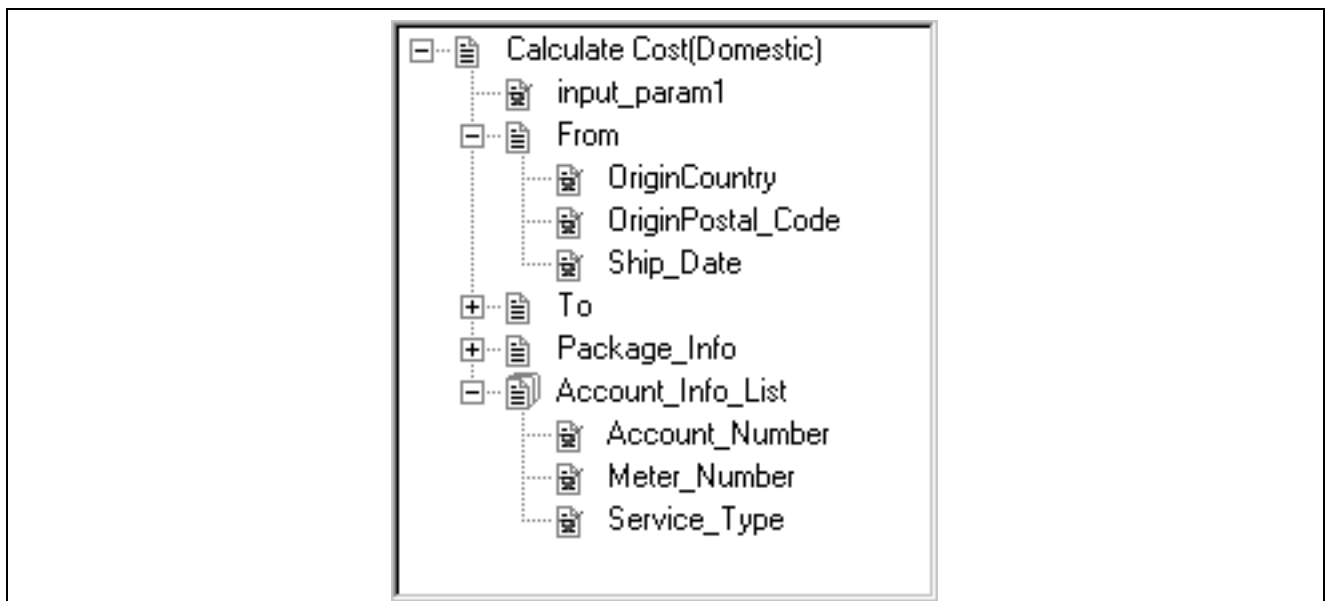 Calculate Cost(Domestic)
input_param1
From
OriginCountry
OriginPostal_Code
Ship_Date
To
Package_Info
Account_Info_List
Account_Number
Meter_Number
Service_Type